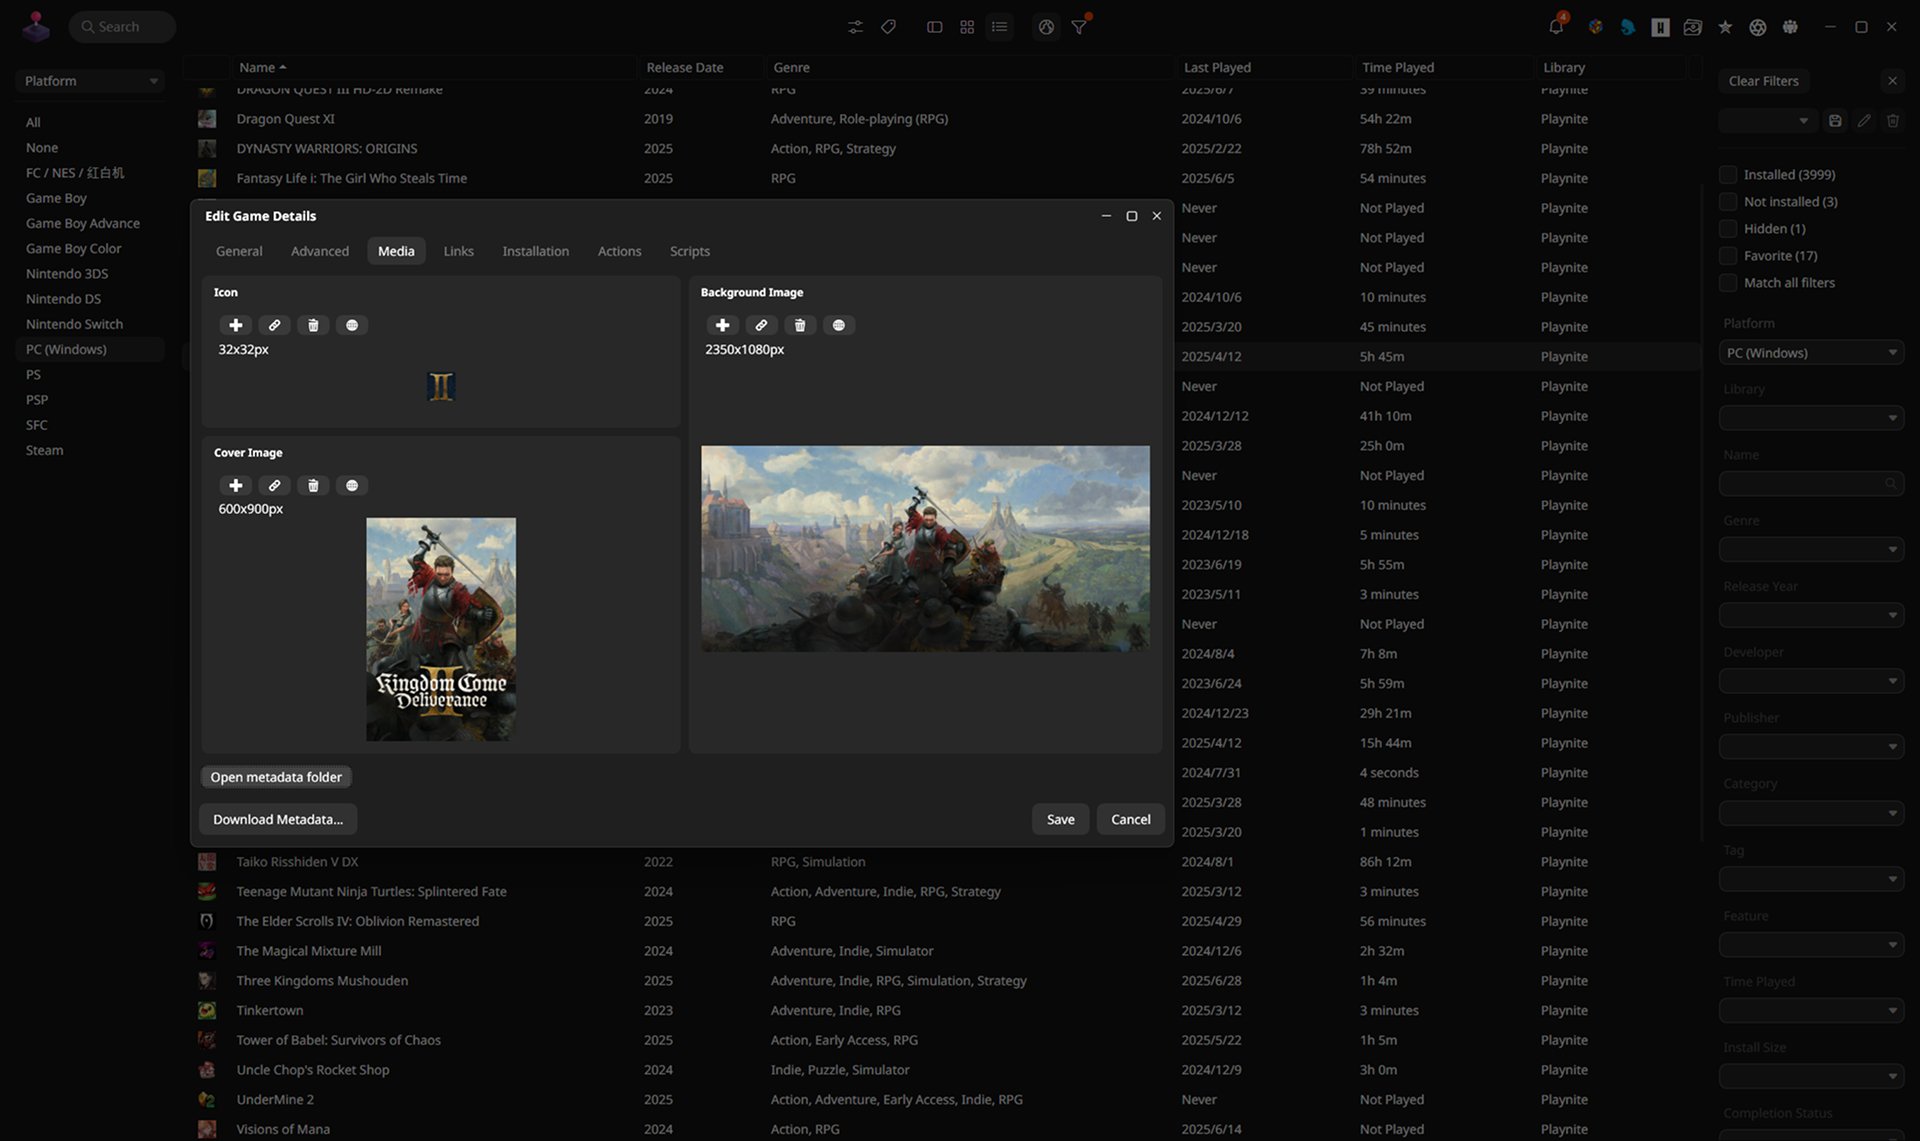 Search
4
Platform
All
None
FC / NES / 红白机
Game Boy
Game Boy Advance
Game Boy Color
Nintendo 3DS
Nintendo DS
Nintendo Switch
PC (Windows)
PS
PSP
SFC
Steam
Name Release Date Genre Last Played Time Played Library
DRAGON QUEST III HD-2D Remake 2024 RPG 2025/6/7 39 minutes Playnite
Dragon Quest XI 2019 Adventure, Role-playing (RPG) 2024/10/6 54h 22m Playnite
DYNASTY WARRIORS: ORIGINS 2025 Action, RPG, Strategy 2025/2/22 78h 52m Playnite
Fantasy Life i: The Girl Who Steals Time 2025 RPG 2025/6/5 54 minutes Playnite
Never Not Played Playnite
Never Not Played Playnite
Never Not Played Playnite
2024/10/6 10 minutes Playnite
2025/3/20 45 minutes Playnite
2025/4/12 5h 45m Playnite
Never Not Played Playnite
2024/12/12 41h 10m Playnite
2025/3/28 25h 0m Playnite
Never Not Played Playnite
2023/5/10 10 minutes Playnite
2024/12/18 5 minutes Playnite
2023/6/19 5h 55m Playnite
2023/5/11 3 minutes Playnite
Never Not Played Playnite
2024/8/4 7h 8m Playnite
2023/6/24 5h 59m Playnite
2024/12/23 29h 21m Playnite
2025/4/12 15h 44m Playnite
2024/7/31 4 seconds Playnite
2025/3/28 48 minutes Playnite
2025/3/20 1 minutes Playnite
Taiko Risshiden V DX 2022 RPG, Simulation 2024/8/1 86h 12m Playnite
Teenage Mutant Ninja Turtles: Splintered Fate 2024 Action, Adventure, Indie, RPG, Strategy 2025/3/12 3 minutes Playnite
The Elder Scrolls IV: Oblivion Remastered 2025 RPG 2025/4/29 56 minutes Playnite
The Magical Mixture Mill 2024 Adventure, Indie, Simulator 2024/12/6 2h 32m Playnite
Three Kingdoms Mushouden 2025 Adventure, Indie, RPG, Simulation, Strategy 2025/6/28 1h 4m Playnite
Tinkertown 2023 Adventure, Indie, RPG 2025/3/12 3 minutes Playnite
Tower of Babel: Survivors of Chaos 2025 Action, Early Access, RPG 2025/5/22 1h 5m Playnite
Uncle Chop's Rocket Shop 2024 Indie, Puzzle, Simulator 2024/12/9 3h 0m Playnite
UnderMine 2 2025 Action, Adventure, Early Access, Indie, RPG Never Not Played Playnite
Visions of Mana 2024 Action, RPG 2025/6/14 Not Played Playnite
Edit Game Details
General Advanced Media Links Installation Actions Scripts
Icon
32x32px
II
Cover Image
600x900px
Kingdom Come
Deliverance
II
Background Image
2350x1080px
Open metadata folder
Download Metadata...
Save
Cancel
Clear Filters
Installed (3999)
Not installed (3)
Hidden (1)
Favorite (17)
Match all filters
Platform
PC (Windows)
Library
Name
Genre
Release Year
Developer
Publisher
Category
Tag
Feature
Time Played
Install Size
Completion Status